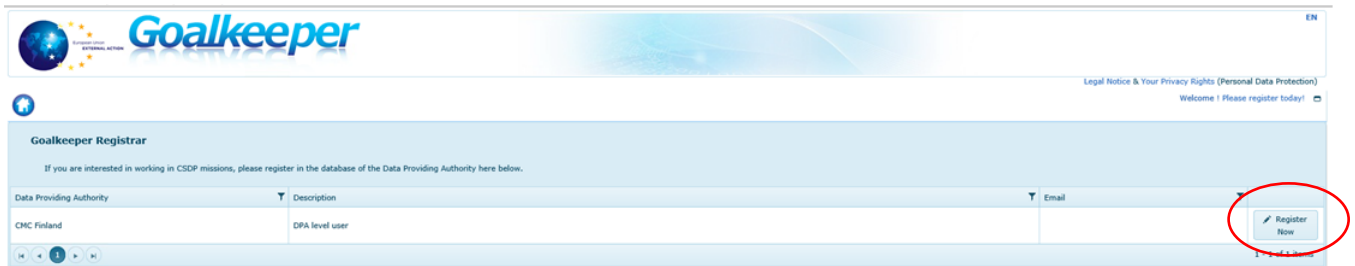 European Union
EXTERNAL ACTION
Goalkeeper
EN
Legal Notice & Your Privacy Rights (Personal Data Protection)
Welcome ! Please register today!
Goalkeeper Registrar
If you are interested in working in CSDP missions, please register in the database of the Data Providing Authority here below.
Data Providing Authority Description Email
CMC Finland DPA level user Register
Now
1 1 - 1 of 1 items